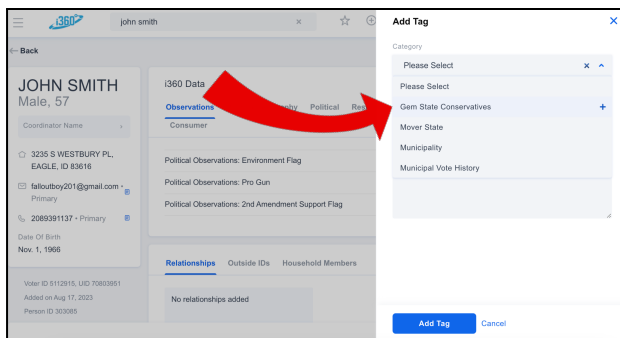 i360
john smith
Add Tag
← Back
Category
Please Select
Please Select
Gem State Conservatives
Mover State
Municipality
Municipal Vote History
JOHN SMITH
Male, 57
Coordinator Name
3235 S WESTBURY PL,
EAGLE, ID 83616
falloutboy201@gmail.com •
Primary
2089391137 • Primary
Date Of Birth
Nov. 1, 1966
Voter ID 5112915, UID 70803951
Added on Aug 17, 2023
Person ID 303085
i360 Data
Observations Political
Consumer
Political Observations: Environment Flag
Political Observations: Pro Gun
Political Observations: 2nd Amendment Support Flag
Relationships Outside IDs Household Members
No relationships added
Add Tag Cancel